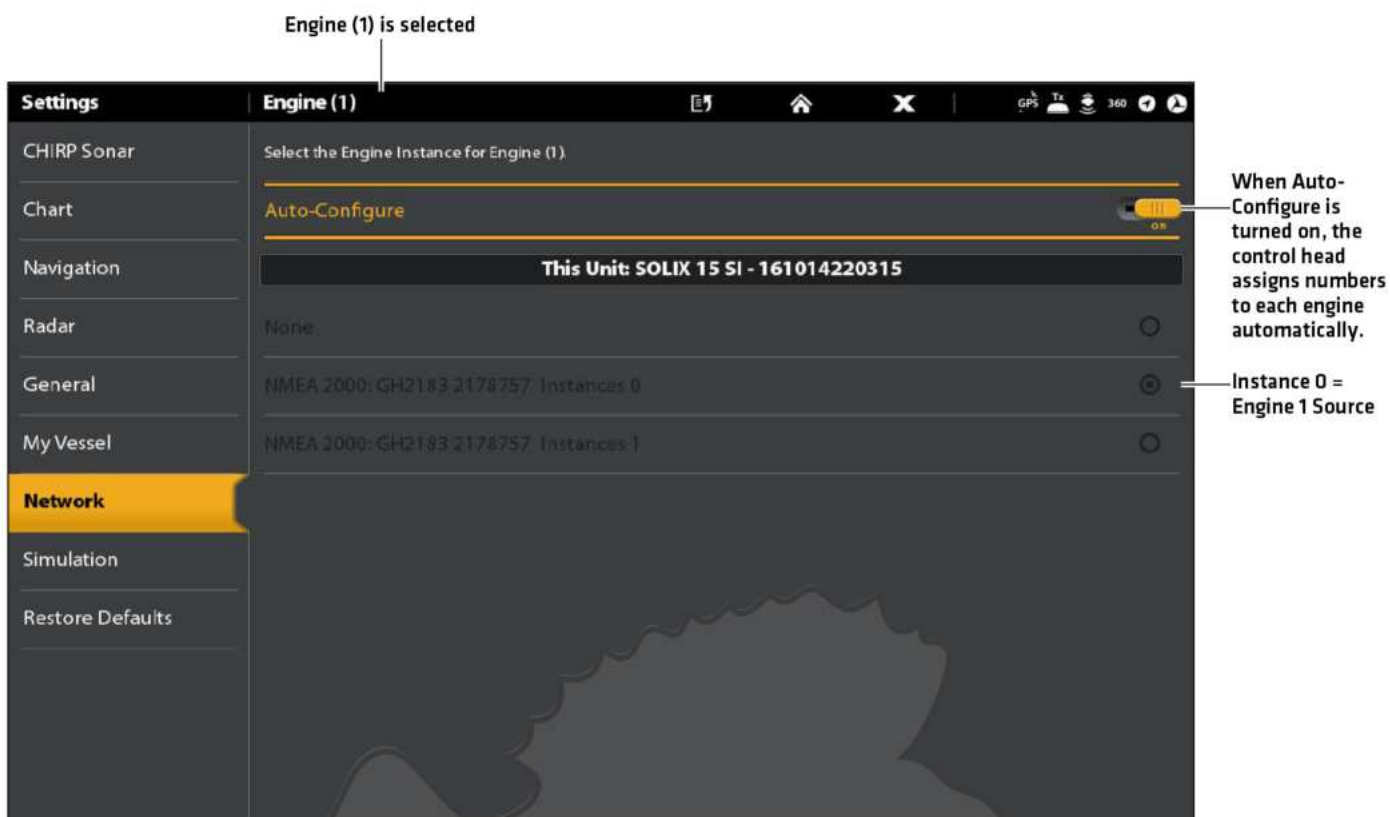 Engine (1) is selected
Settings
Engine (1)
GPS
Tx
360
CHIRP Sonar
Chart
Navigation
Radar
General
My Vessel
Network
Simulation
Restore Defaults
Select the Engine Instance for Engine (1).
Auto-Configure
ON
This Unit: SOLIX 15 SI - 161014220315
None
NMEA 2000: GH2183 2178757 Instances 0
NMEA 2000: GH2183 2178757 Instances 1
When Auto-
Configure is
turned on, the
control head
assigns numbers
to each engine
automatically.
Instance 0 =
Engine 1 Source